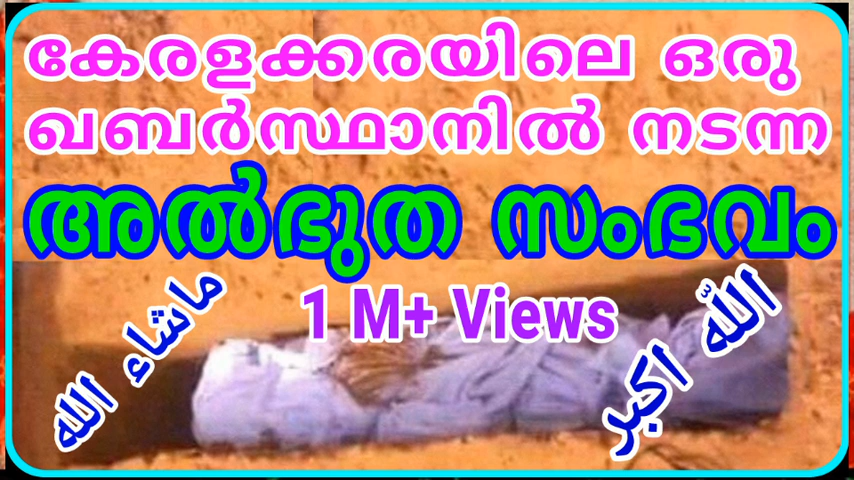 കേരളക്കരയിലെ ഒരു
ഖബർസ്ഥാനിൽ നടന്ന
അൽഭുത സംഭവം
1 M+ Views
ماشاء الله
الله اكبر